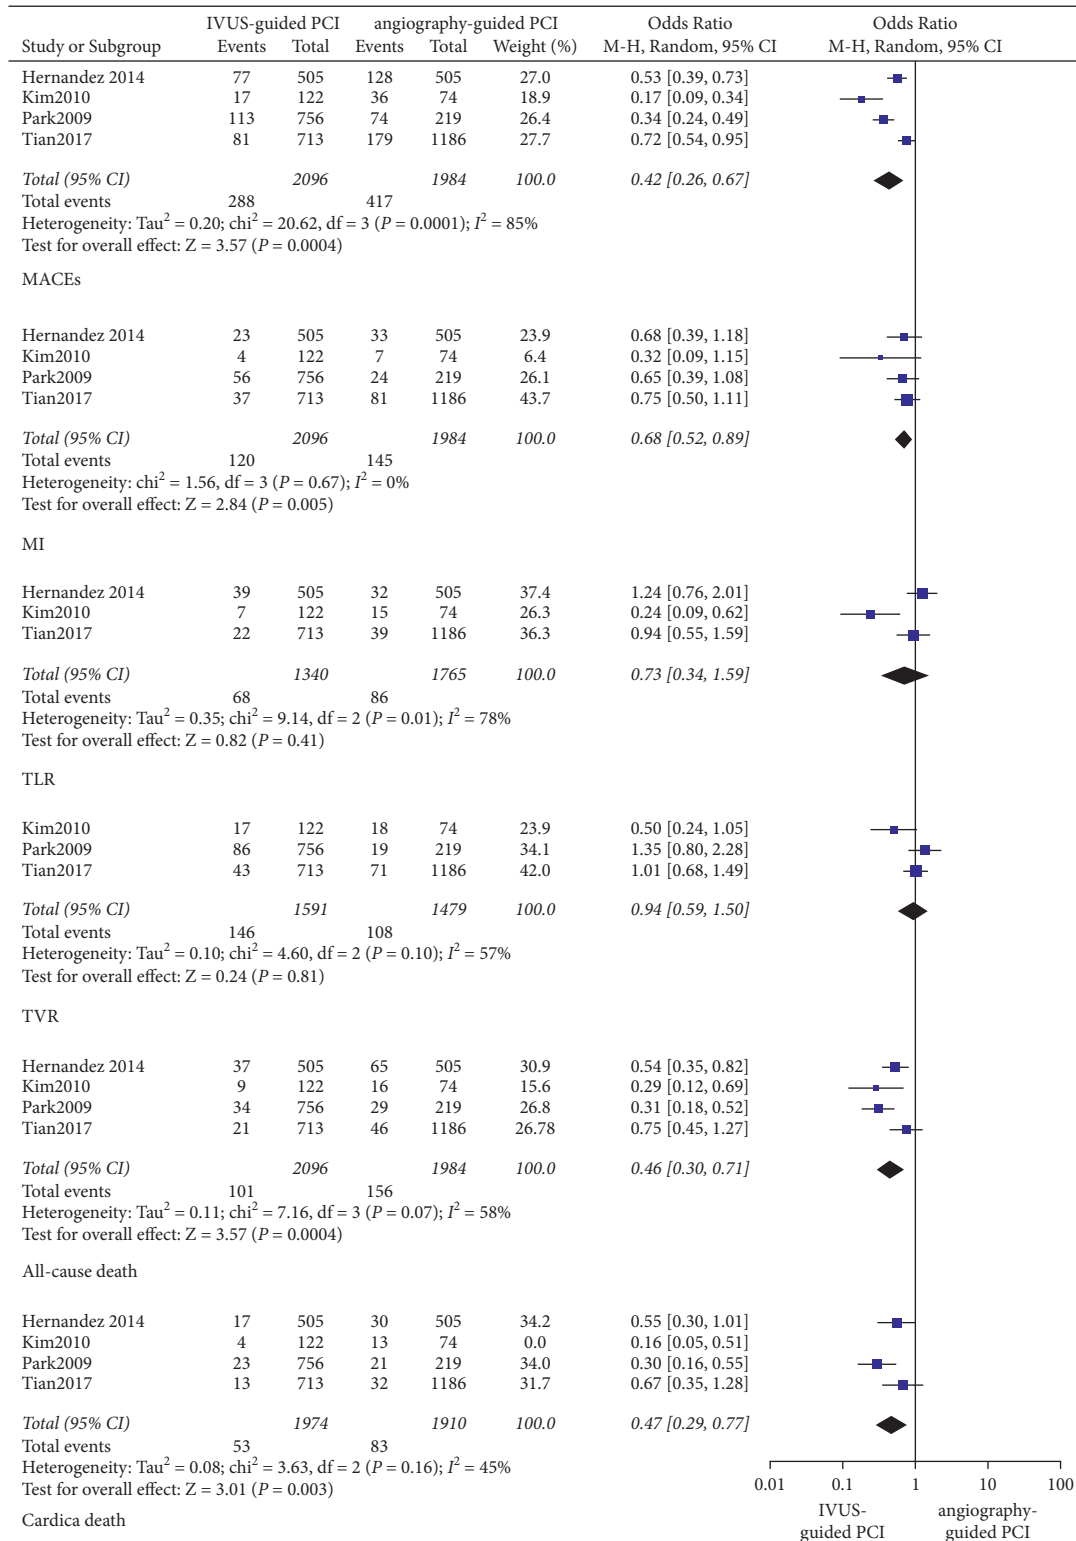 IVUS-guided PCI angiography-guided PCI Odds Ratio Odds Ratio
Study or Subgroup Events Total Events Total Weight (%) M-H, Random, 95% CI M-H, Random, 95% CI
Hernandez 2014 77 505 128 505 27.0 0.53 [0.39, 0.73]
Kim2010 17 122 36 74 18.9 0.17 [0.09, 0.34]
Park2009 113 756 74 219 26.4 0.34 [0.24, 0.49]
Tian2017 81 713 179 1186 27.7 0.72 [0.54, 0.95]
Total (95% CI) 2096 1984 100.0 0.42 [0.26, 0.67]
Total events 288 417
Heterogeneity: Tau² = 0.20; chi² = 20.62, df = 3 (P = 0.0001); I² = 85%
Test for overall effect: Z = 3.57 (P = 0.0004)
MACEs
Hernandez 2014 23 505 33 505 23.9 0.68 [0.39, 1.18]
Kim2010 4 122 7 74 6.4 0.32 [0.09, 1.15]
Park2009 56 756 24 219 26.1 0.65 [0.39, 1.08]
Tian2017 37 713 81 1186 43.7 0.75 [0.50, 1.11]
Total (95% CI) 2096 1984 100.0 0.68 [0.52, 0.89]
Total events 120 145
Heterogeneity: chi² = 1.56, df = 3 (P = 0.67); I² = 0%
Test for overall effect: Z = 2.84 (P = 0.005)
MI
Hernandez 2014 39 505 32 505 37.4 1.24 [0.76, 2.01]
Kim2010 7 122 15 74 26.3 0.24 [0.09, 0.62]
Tian2017 22 713 39 1186 36.3 0.94 [0.55, 1.59]
Total (95% CI) 1340 1765 100.0 0.73 [0.34, 1.59]
Total events 68 86
Heterogeneity: Tau² = 0.35; chi² = 9.14, df = 2 (P = 0.01); I² = 78%
Test for overall effect: Z = 0.82 (P = 0.41)
TLR
Kim2010 17 122 18 74 23.9 0.50 [0.24, 1.05]
Park2009 86 756 19 219 34.1 1.35 [0.80, 2.28]
Tian2017 43 713 71 1186 42.0 1.01 [0.68, 1.49]
Total (95% CI) 1591 1479 100.0 0.94 [0.59, 1.50]
Total events 146 108
Heterogeneity: Tau² = 0.10; chi² = 4.60, df = 2 (P = 0.10); I² = 57%
Test for overall effect: Z = 0.24 (P = 0.81)
TVR
Hernandez 2014 37 505 65 505 30.9 0.54 [0.35, 0.82]
Kim2010 9 122 16 74 15.6 0.29 [0.12, 0.69]
Park2009 34 756 29 219 26.8 0.31 [0.18, 0.52]
Tian2017 21 713 46 1186 26.78 0.75 [0.45, 1.27]
Total (95% CI) 2096 1984 100.0 0.46 [0.30, 0.71]
Total events 101 156
Heterogeneity: Tau² = 0.11; chi² = 7.16, df = 3 (P = 0.07); I² = 58%
Test for overall effect: Z = 3.57 (P = 0.0004)
All-cause death
Hernandez 2014 17 505 30 505 34.2 0.55 [0.30, 1.01]
Kim2010 4 122 13 74 0.0 0.16 [0.05, 0.51]
Park2009 23 756 21 219 34.0 0.30 [0.16, 0.55]
Tian2017 13 713 32 1186 31.7 0.67 [0.35, 1.28]
Total (95% CI) 1974 1910 100.0 0.47 [0.29, 0.77]
Total events 53 83
Heterogeneity: Tau² = 0.08; chi² = 3.63, df = 2 (P = 0.16); I² = 45%
Test for overall effect: Z = 3.01 (P = 0.003)
Cardica death
0.01 0.1 1 10 100
IVUS- angiography-
guided PCI guided PCI